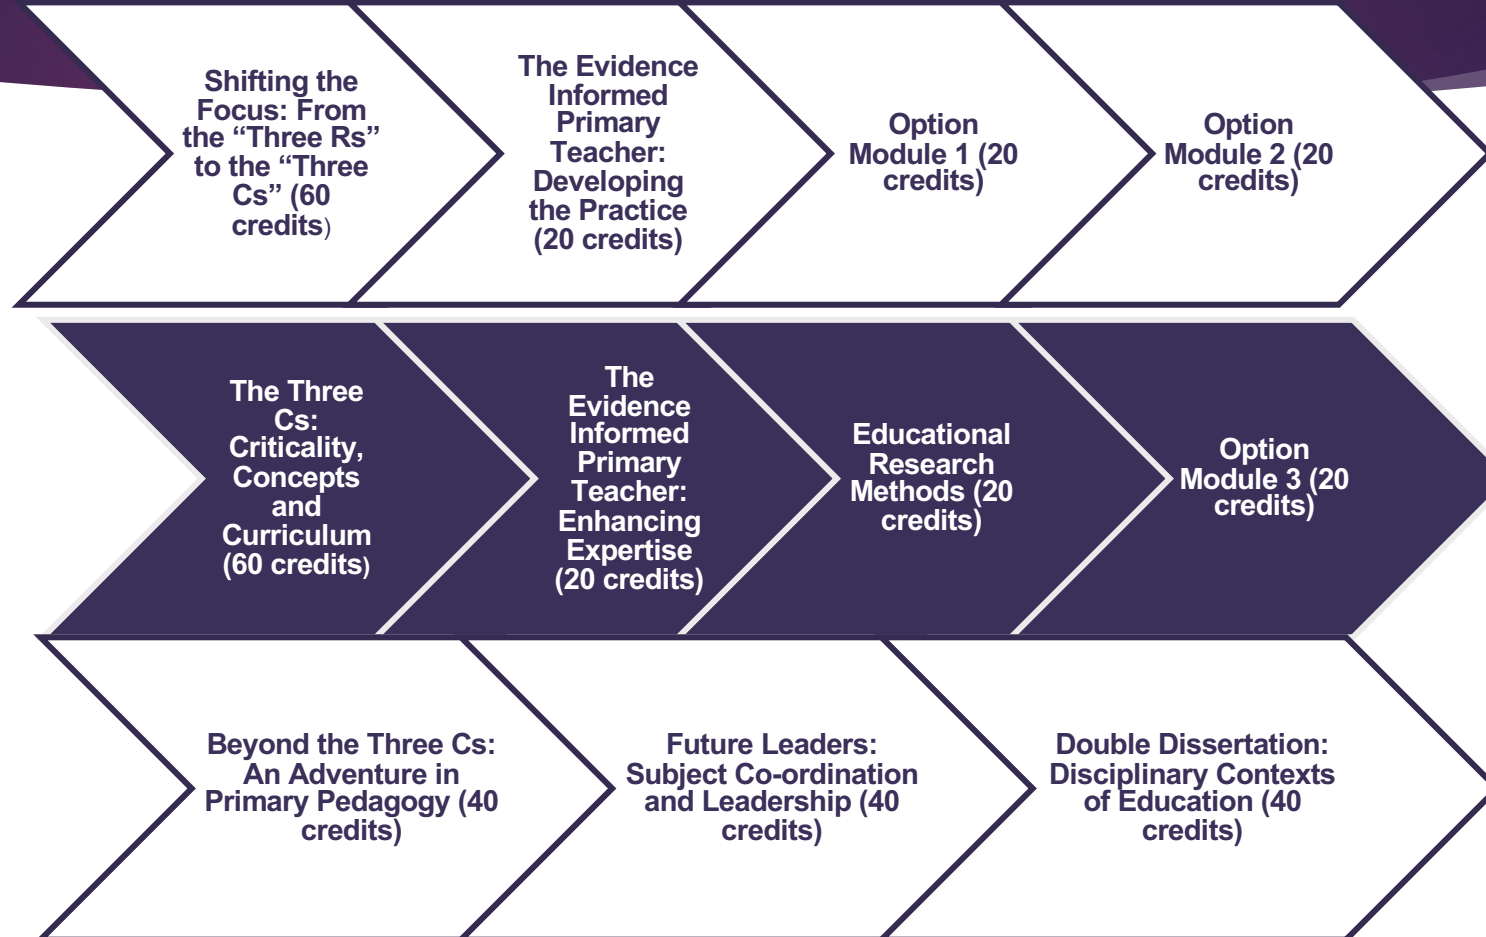 Shifting the
Focus: From
the “Three Rs”
to the “Three
Cs” (60
credits)
The Evidence
Informed
Primary
Teacher:
Developing
the Practice
(20 credits)
Option
Module 1 (20
credits)
Option
Module 2 (20
credits)
The Three
Cs:
Criticality,
Concepts
and
Curriculum
(60 credits)
The
Evidence
Informed
Primary
Teacher:
Enhancing
Expertise
(20 credits)
Educational
Research
Methods (20
credits)
Option
Module 3 (20
credits)
Beyond the Three Cs:
An Adventure in
Primary Pedagogy (40
credits)
Future Leaders:
Subject Co-ordination
and Leadership (40
credits)
Double Dissertation:
Disciplinary Contexts
of Education (40
credits)